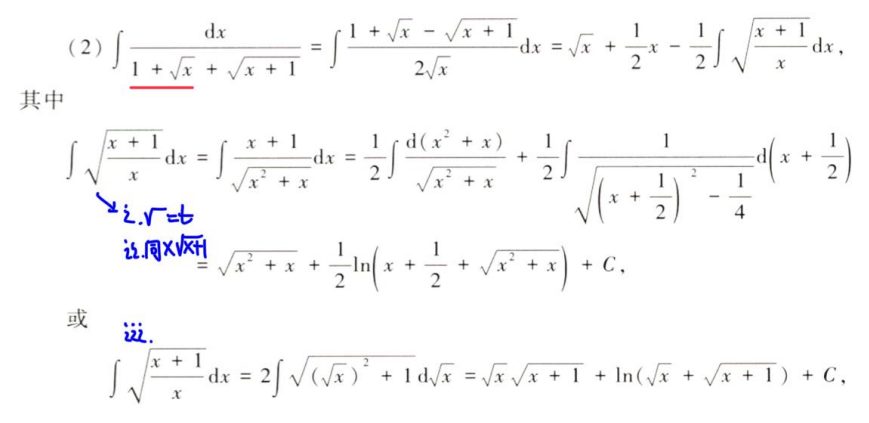 (2) ∫ dx/(1 + √x + √(x + 1)) = ∫ (1 + √x − √(x + 1))/(2√x) dx = √x + (1/2)x − (1/2)∫ √((x + 1)/x) dx,
其中
∫ √((x + 1)/x) dx = ∫ (x + 1)/√(x² + x) dx = (1/2)∫ d(x² + x)/√(x² + x) + (1/2)∫ 1/√((x + 1/2)² − 1/4) d(x + 1/2)
i.√=t
ii.同×√x+1
= √(x² + x) + (1/2)ln(x + 1/2 + √(x² + x)) + C,
或
iii.
∫ √((x + 1)/x) dx = 2∫ √((√x)² + 1) d√x = √x √(x + 1) + ln(√x + √(x + 1)) + C,